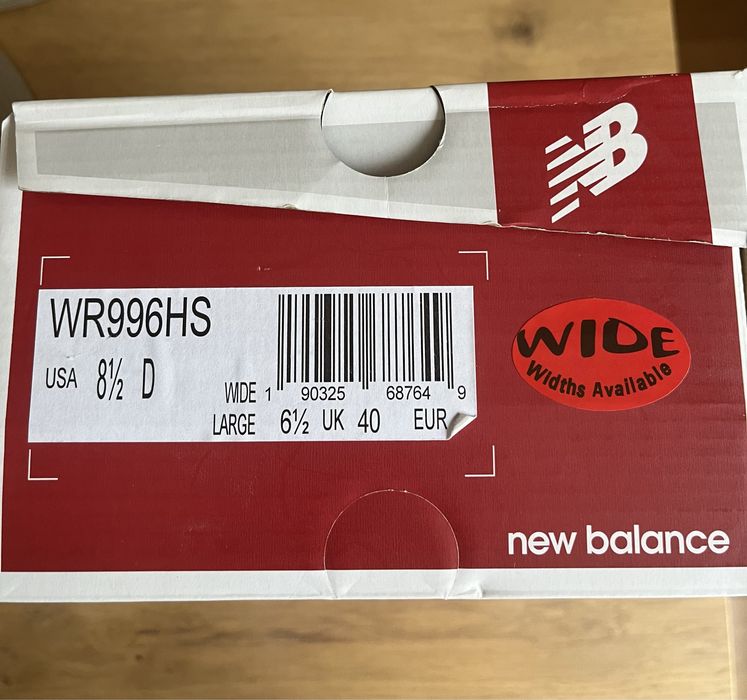 NB
WR996HS
USA 8½ D
WIDE 1 90325 68764 9
LARGE 6½ UK 40 EUR
WIDE
Widths Available
new balance